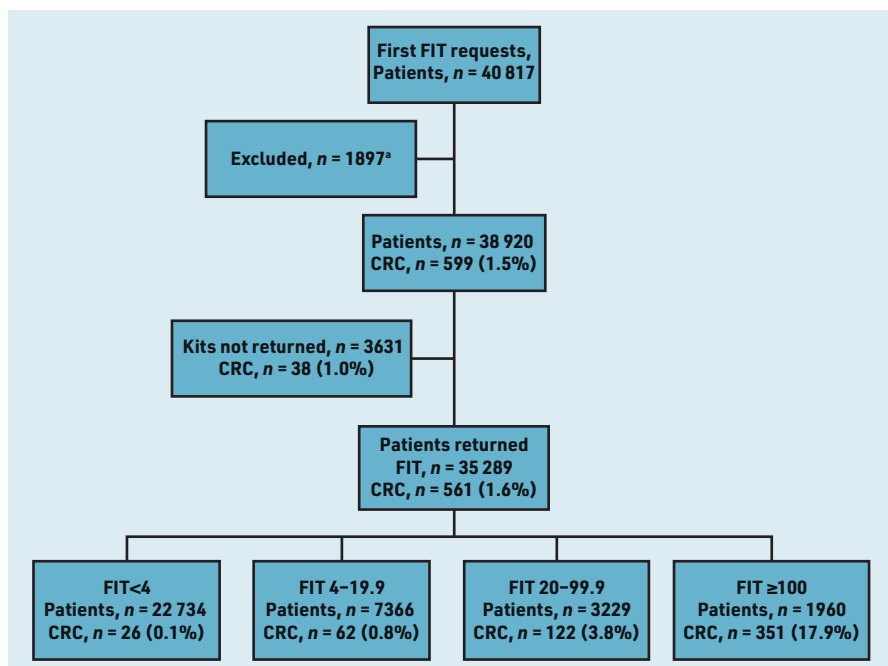 First FIT requests,
Patients, n = 40 817
Excluded, n = 1897ᵃ
Patients, n = 38 920
CRC, n = 599 (1.5%)
Kits not returned, n = 3631
CRC, n = 38 (1.0%)
Patients returned
FIT, n = 35 289
CRC, n = 561 (1.6%)
FIT<4
Patients, n = 22 734
CRC, n = 26 (0.1%)
FIT 4–19.9
Patients, n = 7366
CRC, n = 62 (0.8%)
FIT 20–99.9
Patients, n = 3229
CRC, n = 122 (3.8%)
FIT ≥100
Patients, n = 1960
CRC, n = 351 (17.9%)